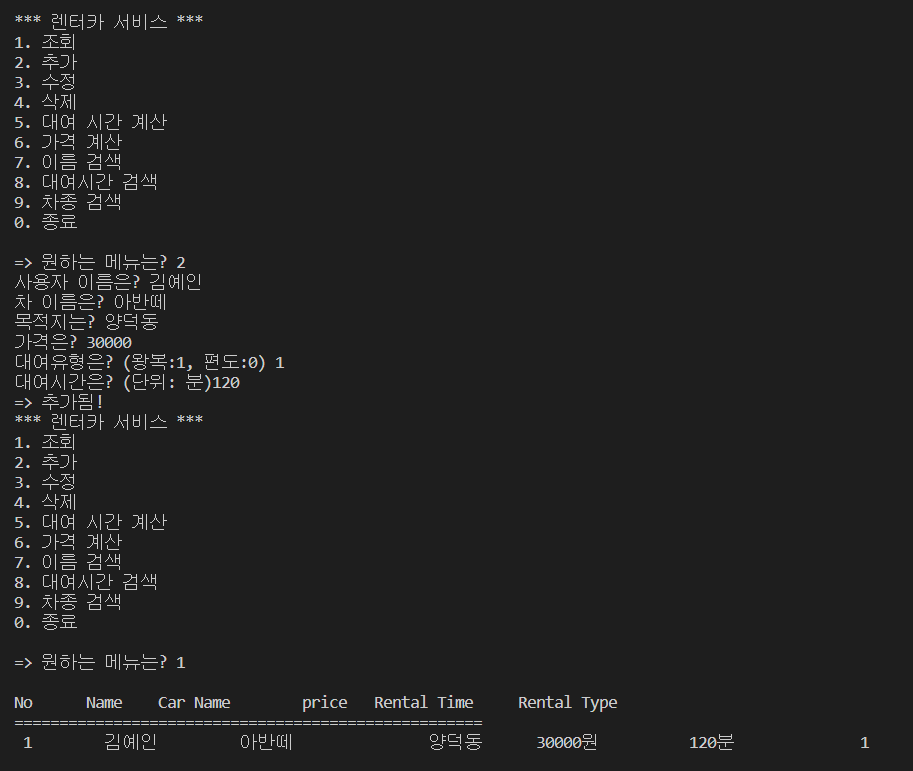 *** 렌터카 서비스 ***
1. 조회
2. 추가
3. 수정
4. 삭제
5. 대여 시간 계산
6. 가격 계산
7. 이름 검색
8. 대여시간 검색
9. 차종 검색
0. 종료
=> 원하는 메뉴는? 2
사용자 이름은? 김예인
차 이름은? 아반떼
목적지는? 양덕동
가격은? 30000
대여유형은? (왕복:1, 편도:0) 1
대여시간은? (단위: 분)120
=> 추가됨!
*** 렌터카 서비스 ***
1. 조회
2. 추가
3. 수정
4. 삭제
5. 대여 시간 계산
6. 가격 계산
7. 이름 검색
8. 대여시간 검색
9. 차종 검색
0. 종료
=> 원하는 메뉴는? 1
No Name Car Name price Rental Time Rental Type
====================================================
1 김예인 아반떼 양덕동 30000원 120분 1